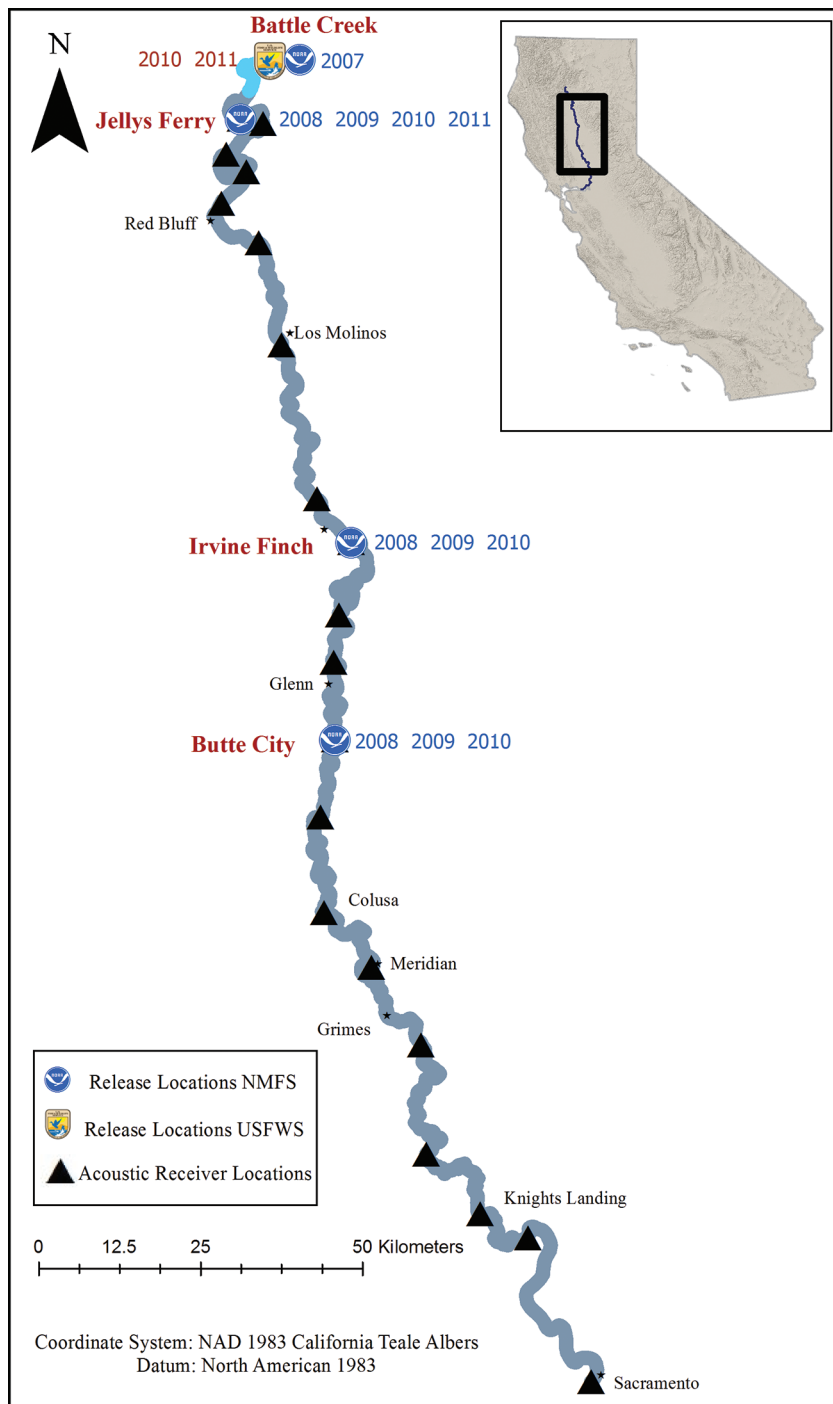 Battle Creek
N
2010 2011
2007
Jellys Ferry
2008 2009 2010 2011
Red Bluff
Los Molinos
Irvine Finch
2008 2009 2010
Glenn
Butte City
2008 2009 2010
Colusa
Meridian
Grimes
Release Locations NMFS
Release Locations USFWS
Acoustic Receiver Locations
Knights Landing
0 12.5 25 50 Kilometers
Coordinate System: NAD 1983 California Teale Albers
Datum: North American 1983
Sacramento